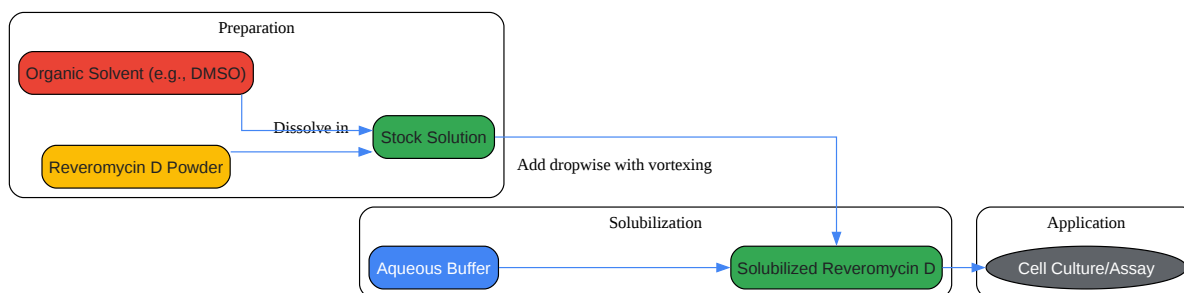 Preparation
Organic Solvent (e.g., DMSO)
Dissolve in
Stock Solution
Reveromycin D Powder
Add dropwise with vortexing
Solubilization
Aqueous Buffer
Solubilized Reveromycin D
Application
Cell Culture/Assay